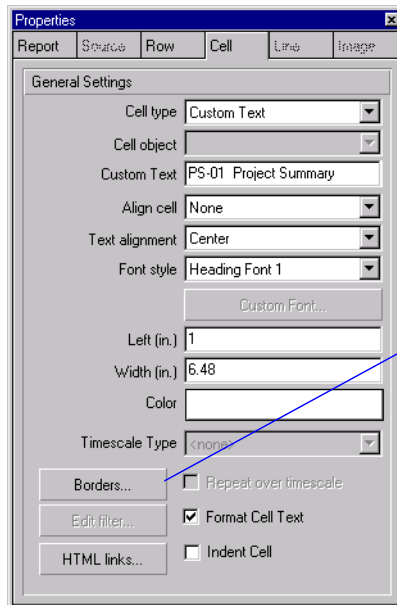 Properties
Report Source Row Cell Line Image
General Settings
Cell type Custom Text
Cell object
Custom Text PS-01 Project Summary
Align cell None
Text alignment Center
Font style Heading Font 1
Custom Font...
Left (in.) 1
Width (in.) 6.48
Color
Timescale Type <none>
Borders... Repeat over timescale
Edit filter... Format Cell Text
HTML links... Indent Cell